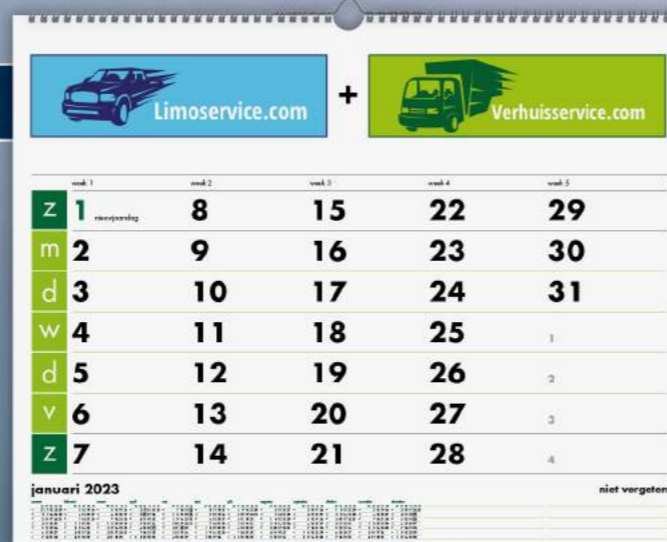 Limoservice.com + Verhuisservice.com
week 1 week 2 week 3 week 4 week 5
z 1 nieuwjaarsdag 8 15 22 29
m 2 9 16 23 30
d 3 10 17 24 31
w 4 11 18 25 1
d 5 12 19 26 2
v 6 13 20 27 3
z 7 14 21 28 4
januari 2023 niet vergeten